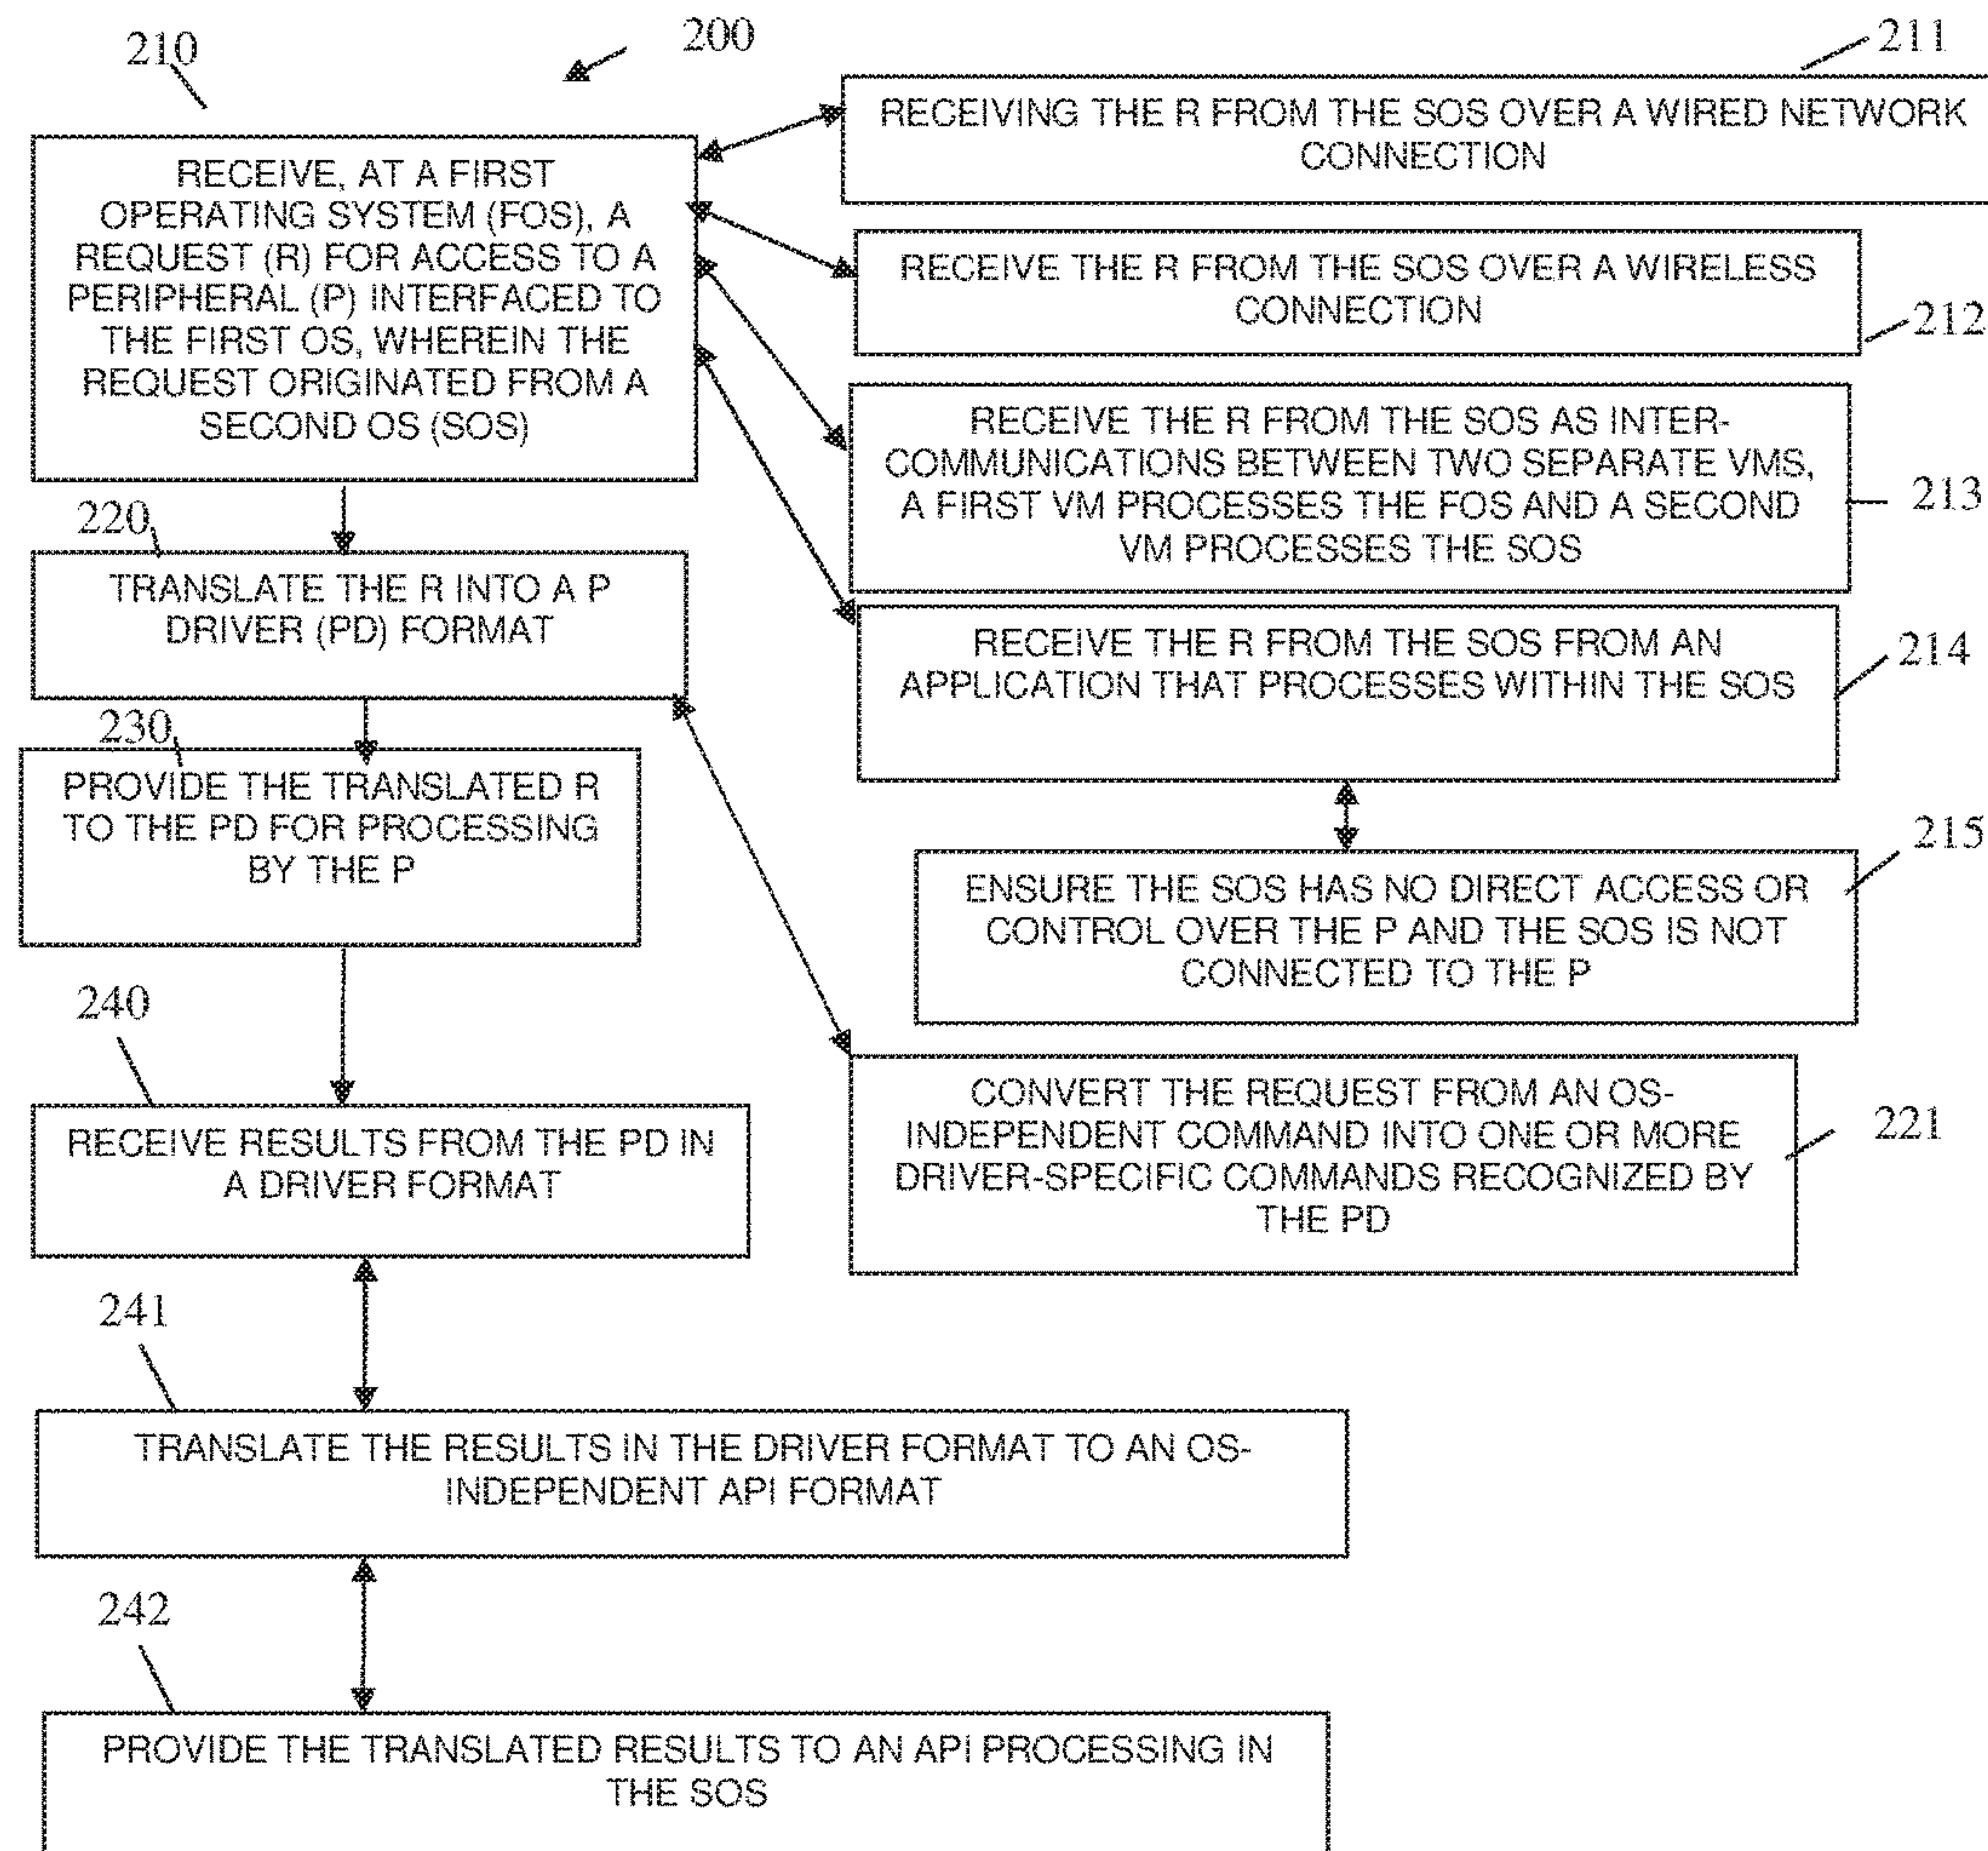 200
210
RECEIVE, AT A FIRST
OPERATING SYSTEM (FOS), A
REQUEST (R) FOR ACCESS TO A
PERIPHERAL (P) INTERFACED TO
THE FIRST OS, WHEREIN THE
REQUEST ORIGINATED FROM A
SECOND OS (SOS)
211
RECEIVING THE R FROM THE SOS OVER A WIRED NETWORK
CONNECTION
RECEIVE THE R FROM THE SOS OVER A WIRELESS
CONNECTION
212
RECEIVE THE R FROM THE SOS AS INTER-
COMMUNICATIONS BETWEEN TWO SEPARATE VMS,
A FIRST VM PROCESSES THE FOS AND A SECOND
VM PROCESSES THE SOS
213
RECEIVE THE R FROM THE SOS FROM AN
APPLICATION THAT PROCESSES WITHIN THE SOS
214
215
ENSURE THE SOS HAS NO DIRECT ACCESS OR
CONTROL OVER THE P AND THE SOS IS NOT
CONNECTED TO THE P
220
TRANSLATE THE R INTO A P
DRIVER (PD) FORMAT
CONVERT THE REQUEST FROM AN OS-
INDEPENDENT COMMAND INTO ONE OR MORE
DRIVER-SPECIFIC COMMANDS RECOGNIZED BY
THE PD
221
230
PROVIDE THE TRANSLATED R
TO THE PD FOR PROCESSING
BY THE P
240
RECEIVE RESULTS FROM THE PD IN
A DRIVER FORMAT
241
TRANSLATE THE RESULTS IN THE DRIVER FORMAT TO AN OS-
INDEPENDENT API FORMAT
242
PROVIDE THE TRANSLATED RESULTS TO AN API PROCESSING IN
THE SOS